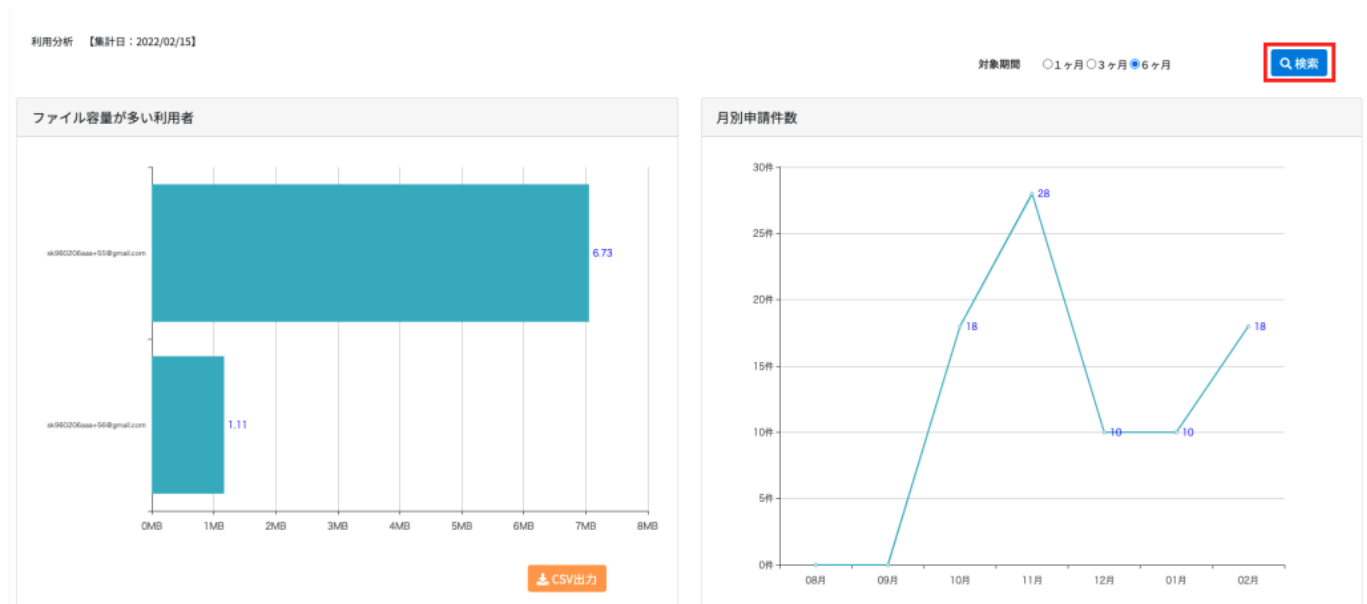 利用分析 【集計日：2022/02/15】
対象期間 1ヶ月 3ヶ月 6ヶ月 検索
ファイル容量が多い利用者
sk960206aaa+55@gmail.com
6.73
sk960206aaa+56@gmail.com
1.11
0MB 1MB 2MB 3MB 4MB 5MB 6MB 7MB 8MB
CSV出力
月別申請件数
30件
25件
20件
15件
10件
5件
0件
28
18
18
10
10
08月 09月 10月 11月 12月 01月 02月